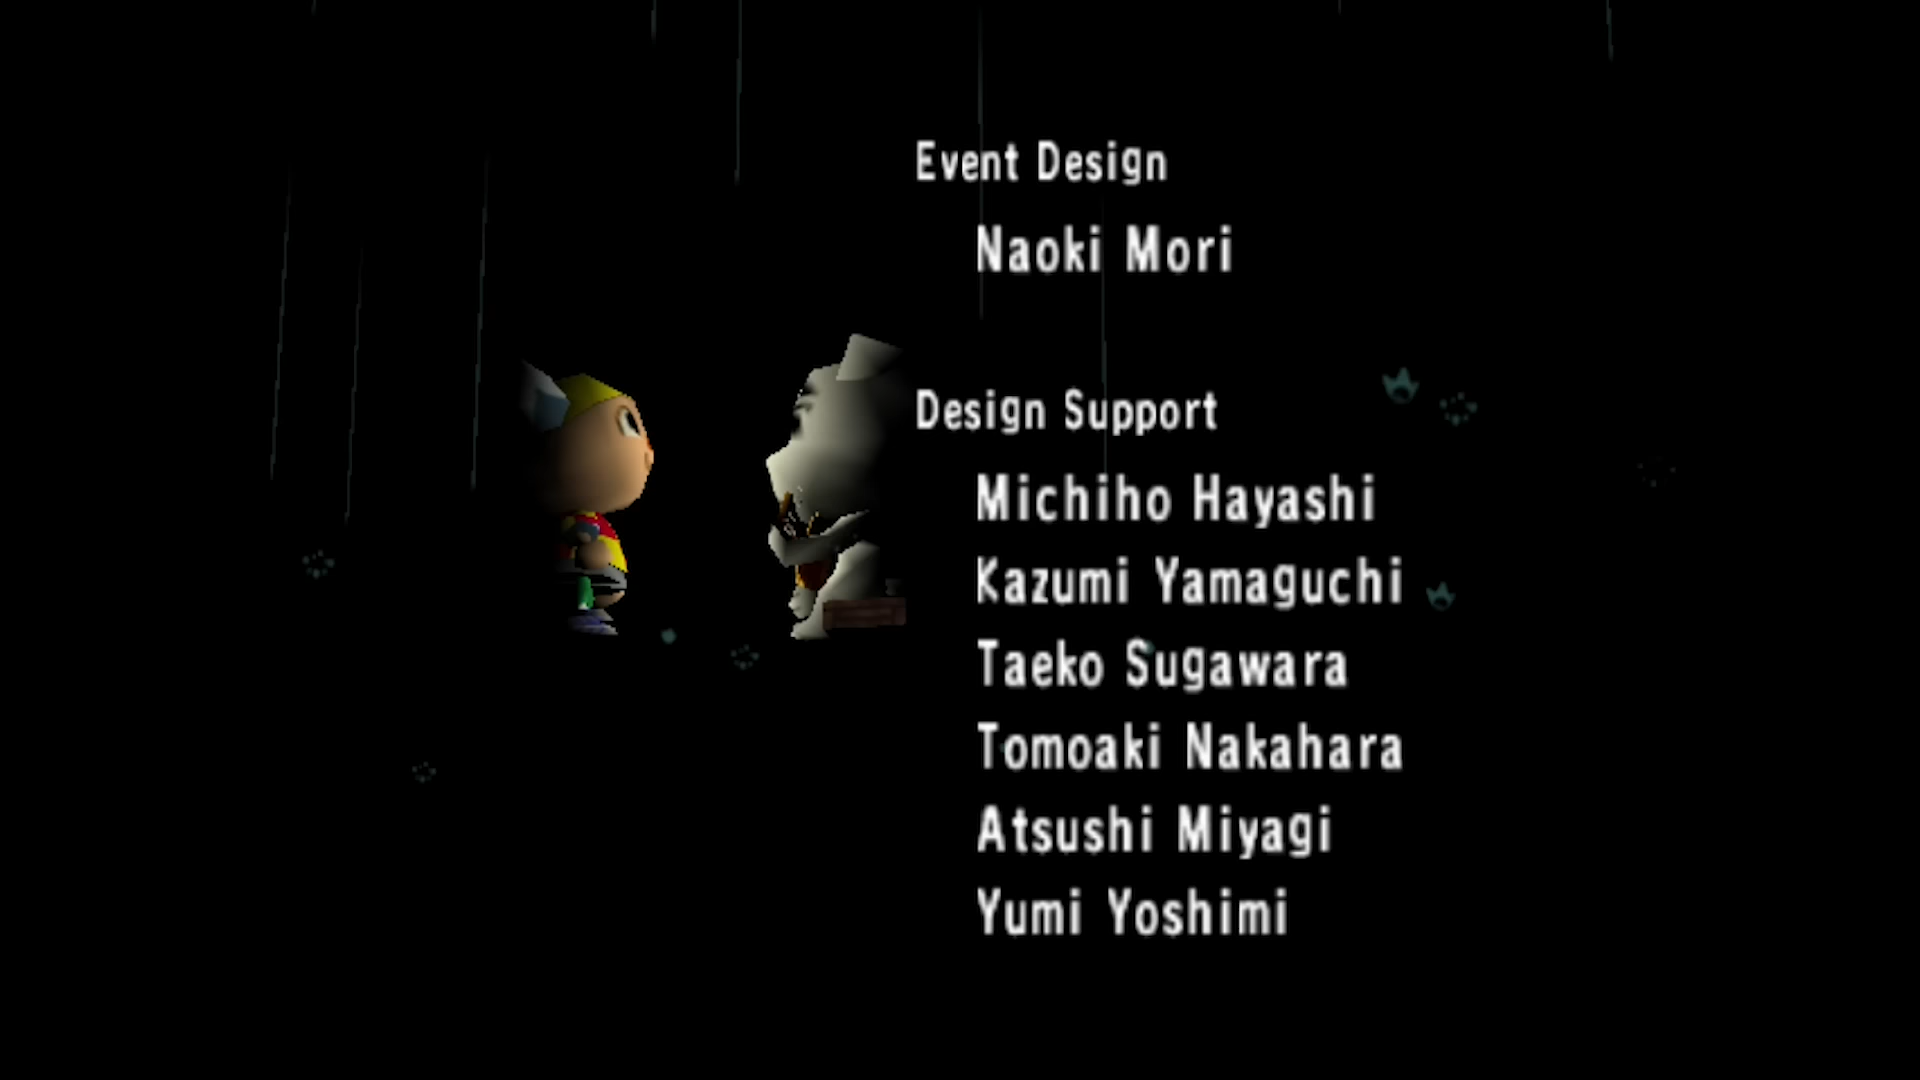 Event Design
Naoki Mori
Design Support
Michiho Hayashi
Kazumi Yamaguchi
Taeko Sugawara
Tomoaki Nakahara
Atsushi Miyagi
Yumi Yoshimi